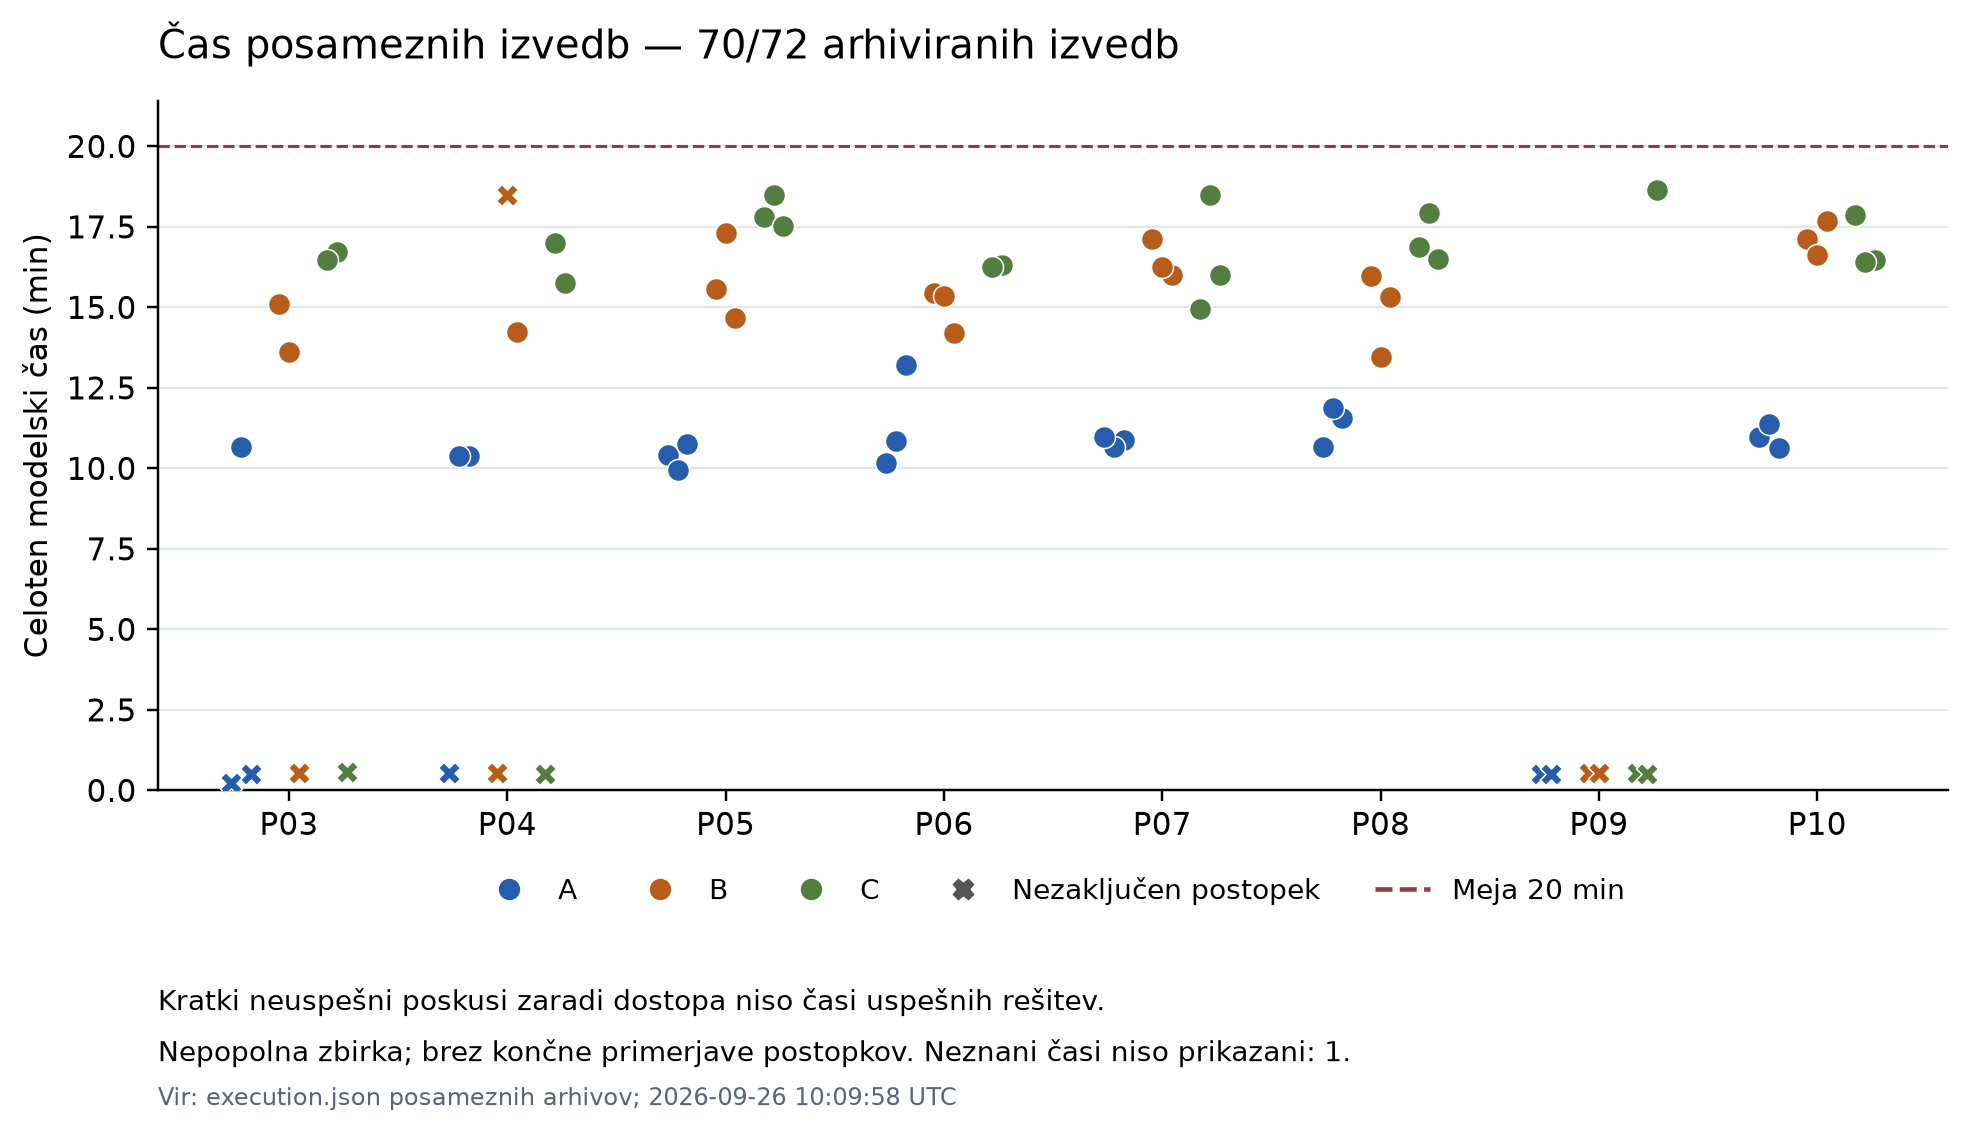 Čas posameznih izvedb — 70/72 arhiviranih izvedb
Celoten modelski čas (min)
20.0
17.5
15.0
12.5
10.0
7.5
5.0
2.5
0.0
P03 P04 P05 P06 P07 P08 P09 P10
A B C Nezaključen postopek Meja 20 min
Kratki neuspešni poskusi zaradi dostopa niso časi uspešnih rešitev.
Nepopolna zbirka; brez končne primerjave postopkov. Neznani časi niso prikazani: 1.
Vir: execution.json posameznih arhivov; 2026-09-26 10:09:58 UTC